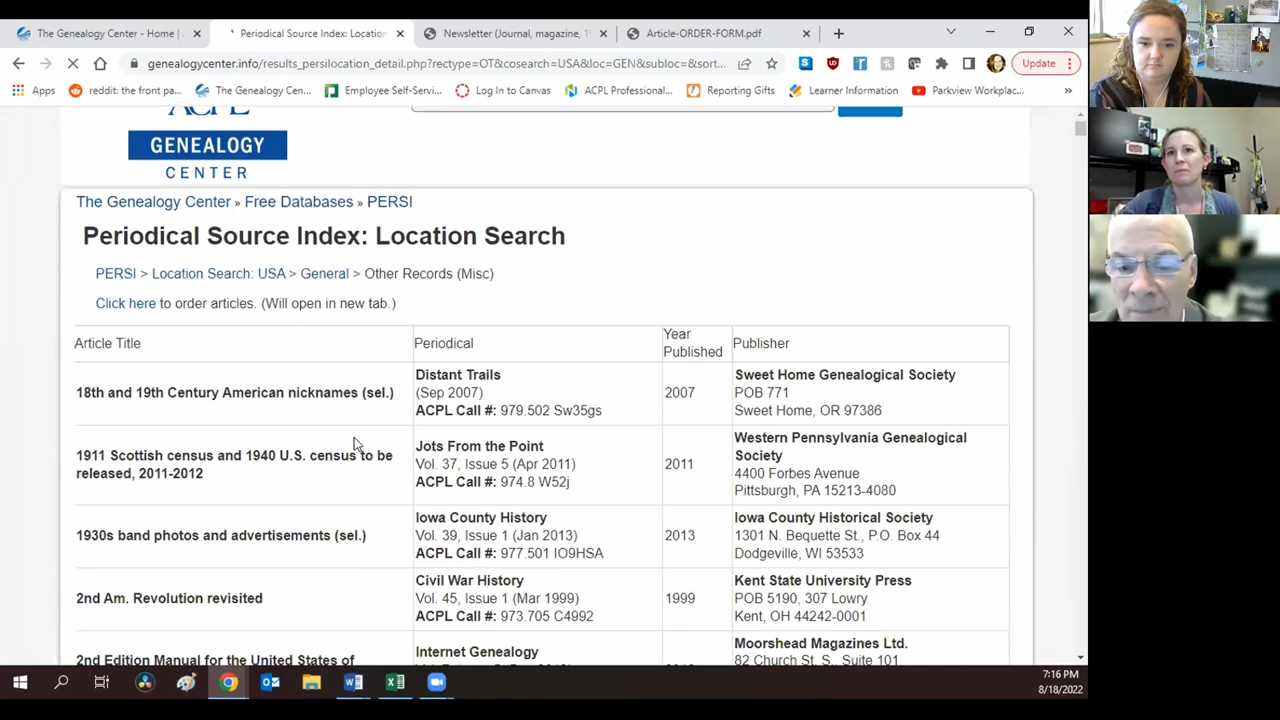 The Genealogy Center - Home |
Periodical Source Index: Locatio
Newsletter (Journal, magazine, 1
Article-ORDER-FORM.pdf
genealogycenter.info/results_persilocation_detail.php?rectype=OT&cosearch=USA&loc=GEN&subloc=&sort...
Update
Apps
reddit: the front pa...
The Genealogy Cen...
Employee Self-Servi...
Log In to Canvas
ACPL Professional...
Reporting Gifts
Learner Information
Parkview Workplac...
»
ACPL
GENEALOGY
CENTER
The Genealogy Center » Free Databases » PERSI
Periodical Source Index: Location Search
PERSI > Location Search: USA > General > Other Records (Misc)
Click here to order articles. (Will open in new tab.)
Article Title
Periodical
Year
Published
Publisher
18th and 19th Century American nicknames (sel.)
Distant Trails
(Sep 2007)
ACPL Call #: 979.502 Sw35gs
2007
Sweet Home Genealogical Society
POB 771
Sweet Home, OR 97386
1911 Scottish census and 1940 U.S. census to be
released, 2011-2012
Jots From the Point
Vol. 37, Issue 5 (Apr 2011)
ACPL Call #: 974.8 W52j
2011
Western Pennsylvania Genealogical
Society
4400 Forbes Avenue
Pittsburgh, PA 15213-4080
1930s band photos and advertisements (sel.)
Iowa County History
Vol. 39, Issue 1 (Jan 2013)
ACPL Call #: 977.501 IO9HSA
2013
Iowa County Historical Society
1301 N. Bequette St., P.O. Box 44
Dodgeville, WI 53533
2nd Am. Revolution revisited
Civil War History
Vol. 45, Issue 1 (Mar 1999)
ACPL Call #: 973.705 C4992
1999
Kent State University Press
POB 5190, 307 Lowry
Kent, OH 44242-0001
2nd Edition Manual for the United States of
Internet Genealogy
Moorshead Magazines Ltd.
82 Church St. S., Suite 101
7:16 PM
8/18/2022